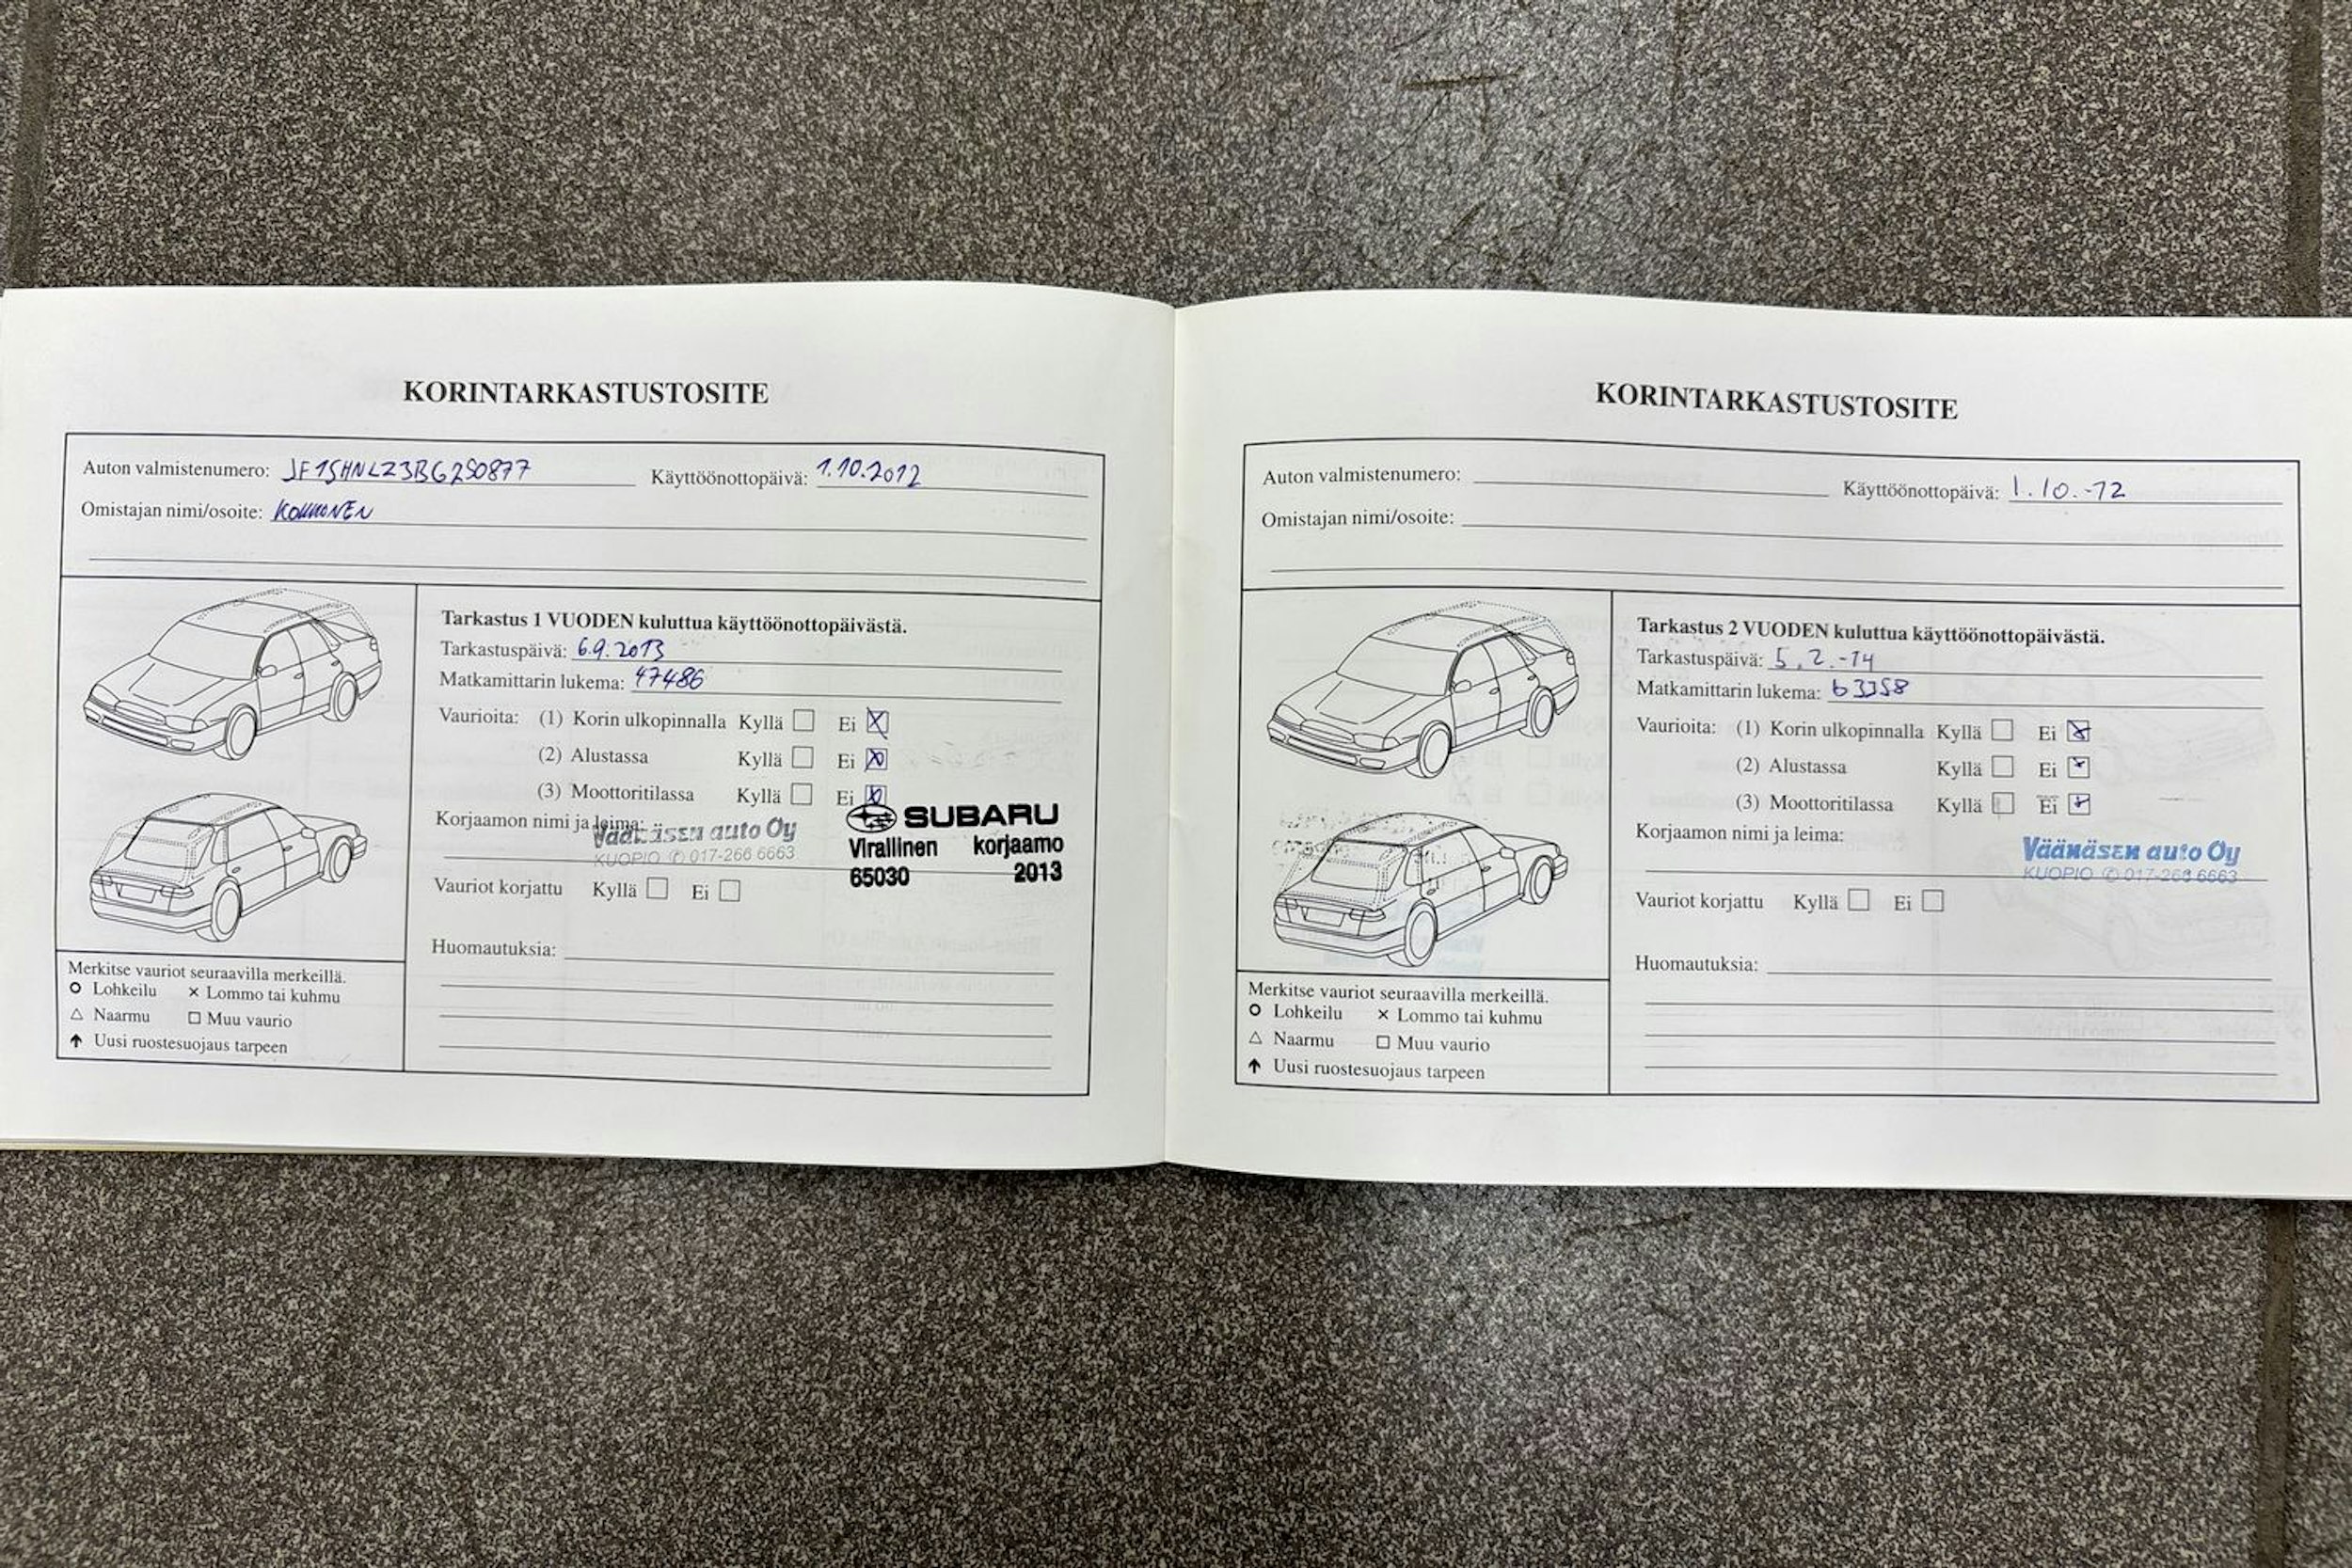 KORINTARKASTUSTOSITE
Auton valmistenumero: JF1SHNLZ3BG250877 Käyttöönottopäivä: 1.10.2012
Omistajan nimi/osoite: KOKKONEN
Tarkastus 1 VUODEN kuluttua käyttöönottopäivästä.
Tarkastuspäivä: 6.9.2013
Matkamittarin lukema: 47486
Vaurioita: (1) Korin ulkopinnalla Kyllä Ei
(2) Alustassa Kyllä Ei
(3) Moottoritilassa Kyllä Ei
Korjaamon nimi ja leima:
Väänäsen auto Oy
KUOPIO ✆ 017-266 6663
SUBARU
Virallinen korjaamo
65030 2013
Vauriot korjattu Kyllä Ei
Huomautuksia:
Merkitse vauriot seuraavilla merkeillä.
O Lohkeilu × Lommo tai kuhmu
△ Naarmu □ Muu vaurio
↑ Uusi ruostesuojaus tarpeen
KORINTARKASTUSTOSITE
Auton valmistenumero: Käyttöönottopäivä: 1.10.-12
Omistajan nimi/osoite:
Tarkastus 2 VUODEN kuluttua käyttöönottopäivästä.
Tarkastuspäivä: 5.2.-14
Matkamittarin lukema:
Vaurioita: (1) Korin ulkopinnalla Kyllä Ei
(2) Alustassa Kyllä Ei
(3) Moottoritilassa Kyllä Ei
Korjaamon nimi ja leima:
Väänäsen auto Oy
KUOPIO ✆ 017-266 6663
Vauriot korjattu Kyllä Ei
Huomautuksia:
Merkitse vauriot seuraavilla merkeillä.
O Lohkeilu × Lommo tai kuhmu
△ Naarmu □ Muu vaurio
↑ Uusi ruostesuojaus tarpeen